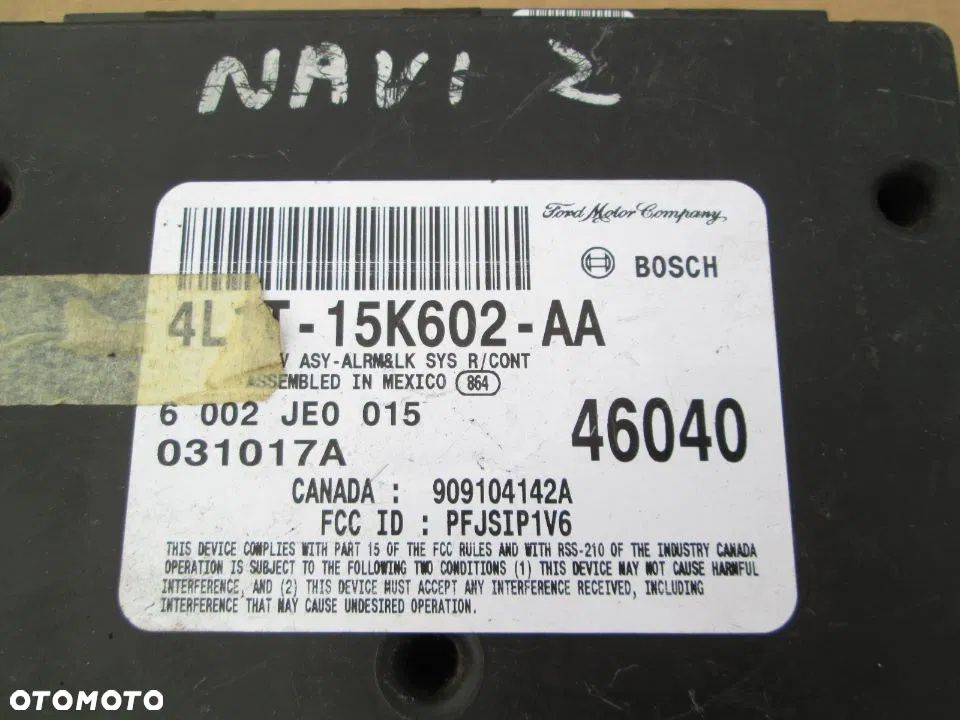 NAVI 2
Ford Motor Company
BOSCH
4L1T-15K602-AA
V ASY-ALRM&LK SYS R/CONT
ASSEMBLED IN MEXICO 864
6 002 JE0 015
46040
031017A
CANADA : 909104142A
FCC ID : PFJSIP1V6
THIS DEVICE COMPLIES WITH PART 15 OF THE FCC RULES AND WITH RSS-210 OF THE INDUSTRY CANADA
OPERATION IS SUBJECT TO THE FOLLOWING TWO CONDITIONS (1) THIS DEVICE MAY NOT CAUSE HARMFUL
INTERFERENCE, AND (2) THIS DEVICE MUST ACCEPT ANY INTERFERENCE RECEIVED, INCLUDING
INTERFERENCE THAT MAY CAUSE UNDESIRED OPERATION.
OTOMOTO